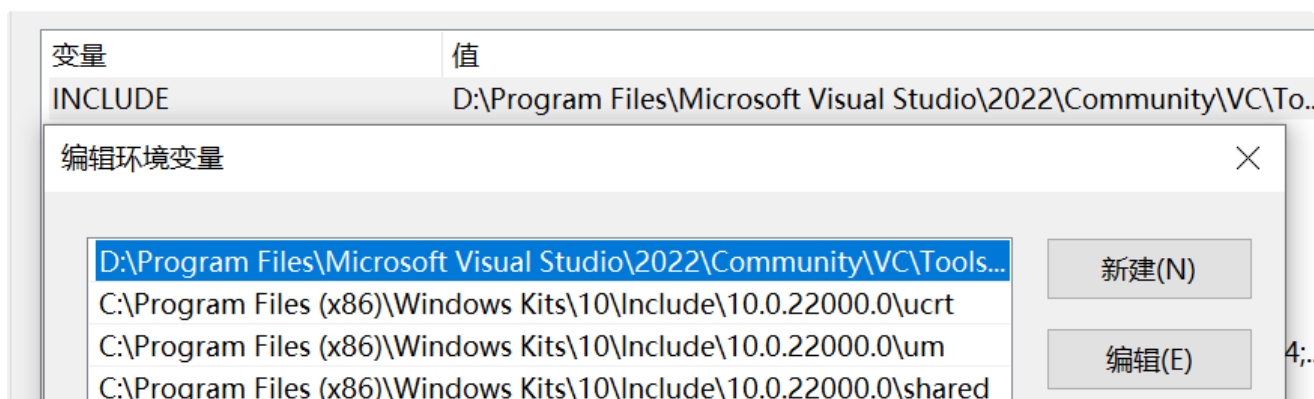 变量 值
INCLUDE D:\Program Files\Microsoft Visual Studio\2022\Community\VC\To...
编辑环境变量
D:\Program Files\Microsoft Visual Studio\2022\Community\VC\Tools...
新建(N)
C:\Program Files (x86)\Windows Kits\10\Include\10.0.22000.0\ucrt
C:\Program Files (x86)\Windows Kits\10\Include\10.0.22000.0\um
编辑(E)
4;..
C:\Program Files (x86)\Windows Kits\10\Include\10.0.22000.0\shared